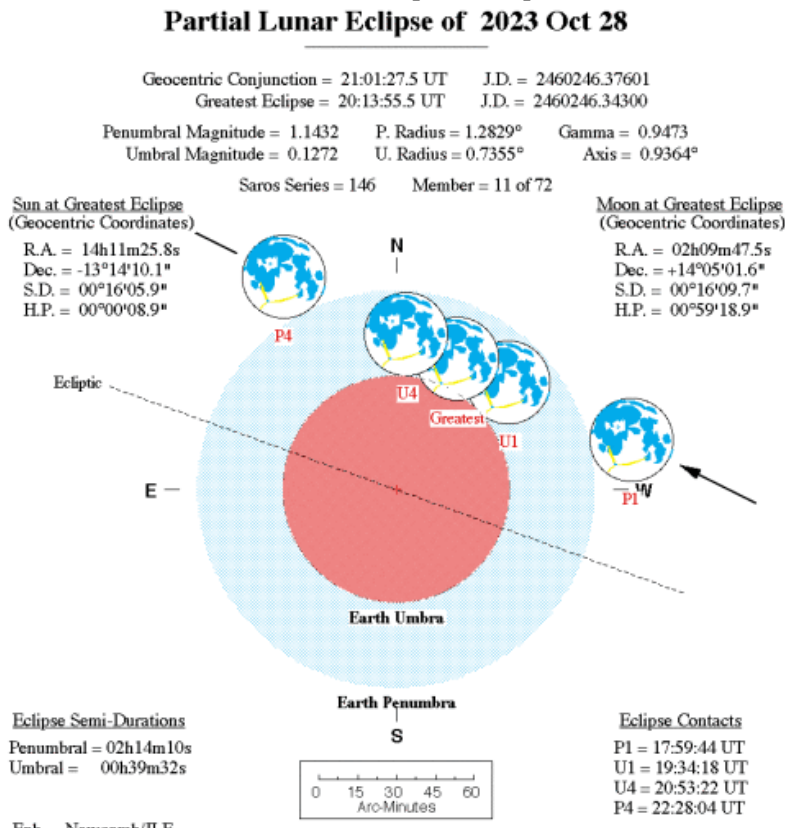 Partial Lunar Eclipse of 2023 Oct 28
Geocentric Conjunction = 21:01:27.5 UT J.D. = 2460246.37601
Greatest Eclipse = 20:13:55.5 UT J.D. = 2460246.34300
Penumbral Magnitude = 1.1432 P. Radius = 1.2829° Gamma = 0.9473
Umbral Magnitude = 0.1272 U. Radius = 0.7355° Axis = 0.9364°
Saros Series = 146 Member = 11 of 72
Sun at Greatest Eclipse
(Geocentric Coordinates)
R.A. = 14h11m25.8s
Dec. = -13°14'10.1"
S.D. = 00°16'05.9"
H.P. = 00°00'08.9"
Moon at Greatest Eclipse
(Geocentric Coordinates)
R.A. = 02h09m47.5s
Dec. = +14°05'01.6"
S.D. = 00°16'09.7"
H.P. = 00°59'18.9"
N
P4
Ecliptic
U4
Greatest
U1
E
W
P1
Earth Umbra
Earth Penumbra
S
Eclipse Semi-Durations
Penumbral = 02h14m10s
Umbral = 00h39m32s
0 15 30 45 60
Arc-Minutes
Eclipse Contacts
P1 = 17:59:44 UT
U1 = 19:34:18 UT
U4 = 20:53:22 UT
P4 = 22:28:04 UT